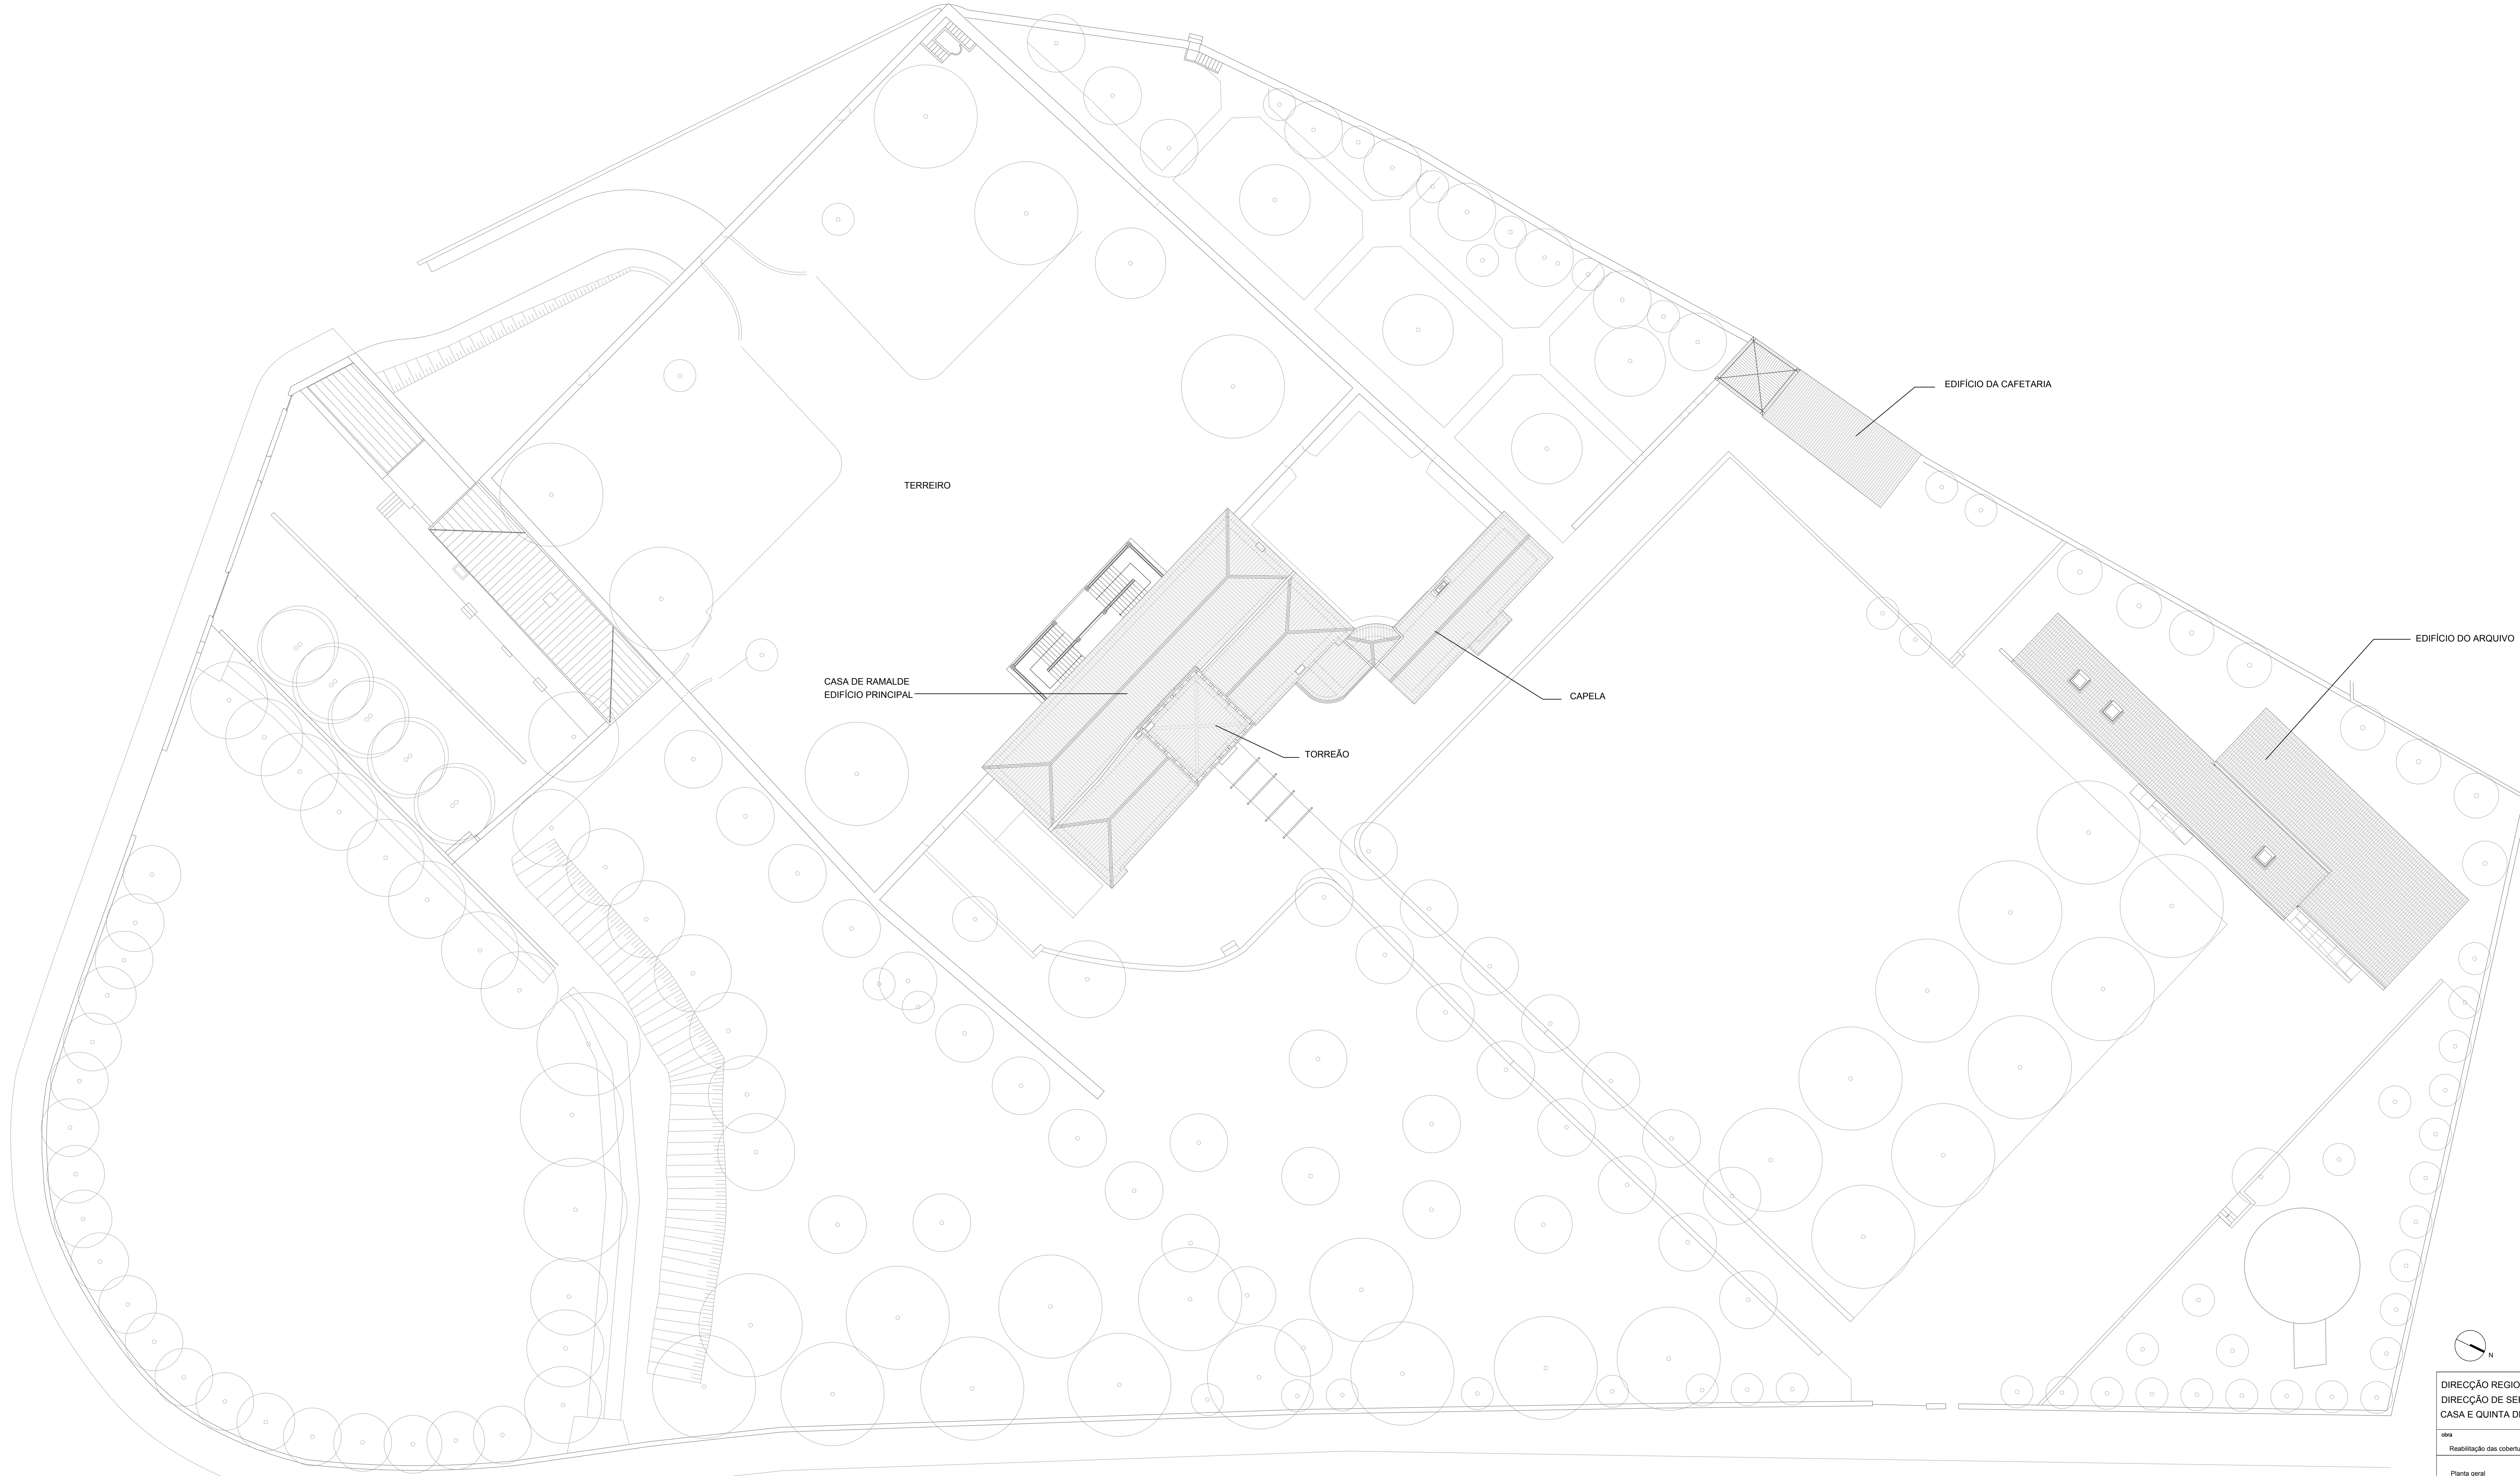 EDIFÍCIO DA CAFETARIA
TERREIRO
EDIFÍCIO DO ARQUIVO
CASA DE RAMALDE
EDIFÍCIO PRINCIPAL
CAPELA
TORREÃO
N
DIRECÇÃO REGIO
DIRECÇÃO DE SE
CASA E QUINTA D
obra
Reabilitação das cobertu
Planta geral